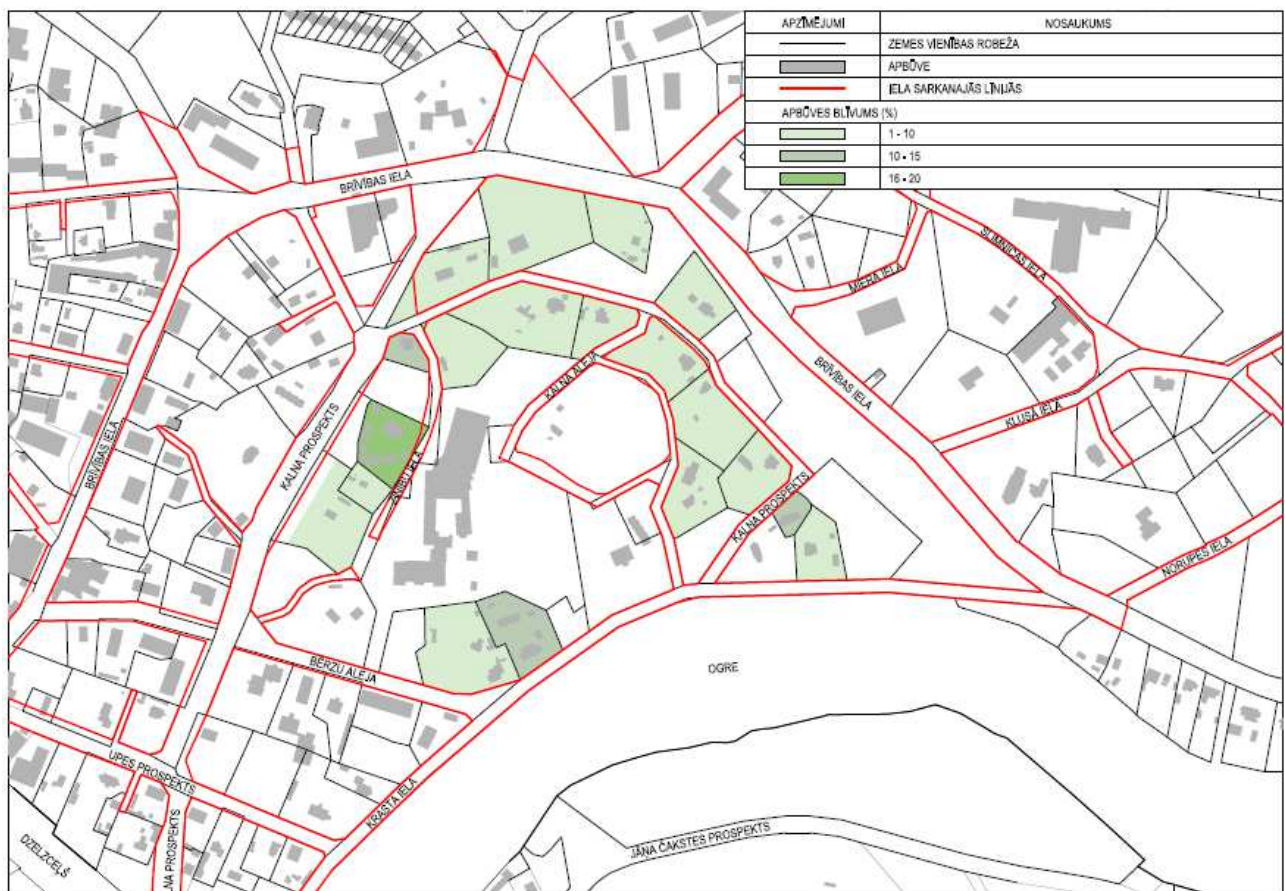 APZĪMĒJUMI NOSAUKUMS
ZEMES VIENĪBAS ROBEŽA
APBŪVE
IELA SARKANAJĀS LĪNIJĀS
APBŪVES BLĪVUMS (%)
1 - 10
10 - 15
16 - 20
BRĪVĪBAS IELA
SLIMNĪCAS IELA
MIERA IELA
BRĪVĪBAS IELA
KALNA ALEJA
KLUSĀ IELA
BRĪVĪBAS IELA
KALNA PROSPEKTS
KALNA PROSPEKTS
NORUPES IELA
BĒRZU ALEJA
OGRE
UPES PROSPEKTS
KRASTA IELA
JĀŅA ČAKSTES PROSPEKTS
DZELZCEĻŠ
LNA PROSPEKTS